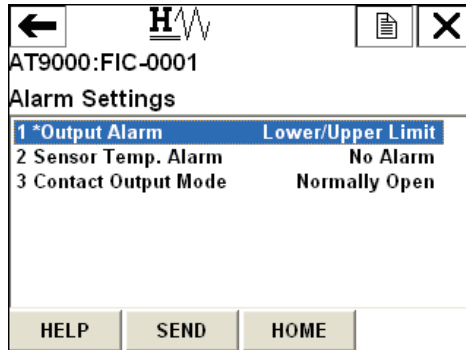 H
AT9000:FIC-0001
Alarm Settings
1 *Output Alarm Lower/Upper Limit
2 Sensor Temp. Alarm No Alarm
3 Contact Output Mode Normally Open
HELP SEND HOME